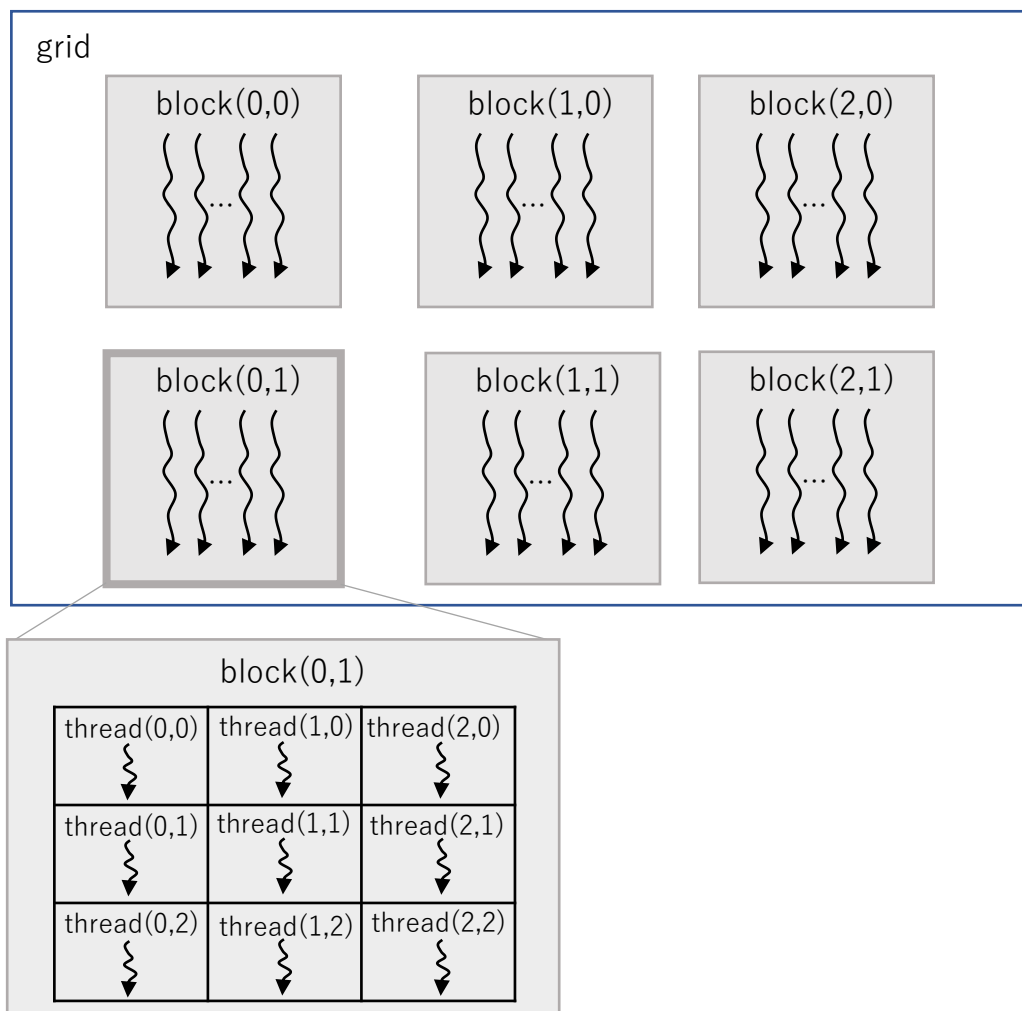 grid
block(0,0) block(1,0) block(2,0)
... ... ...
block(0,1) block(1,1) block(2,1)
... ... ...
block(0,1)
thread(0,0) thread(1,0) thread(2,0)
thread(0,1) thread(1,1) thread(2,1)
thread(0,2) thread(1,2) thread(2,2)